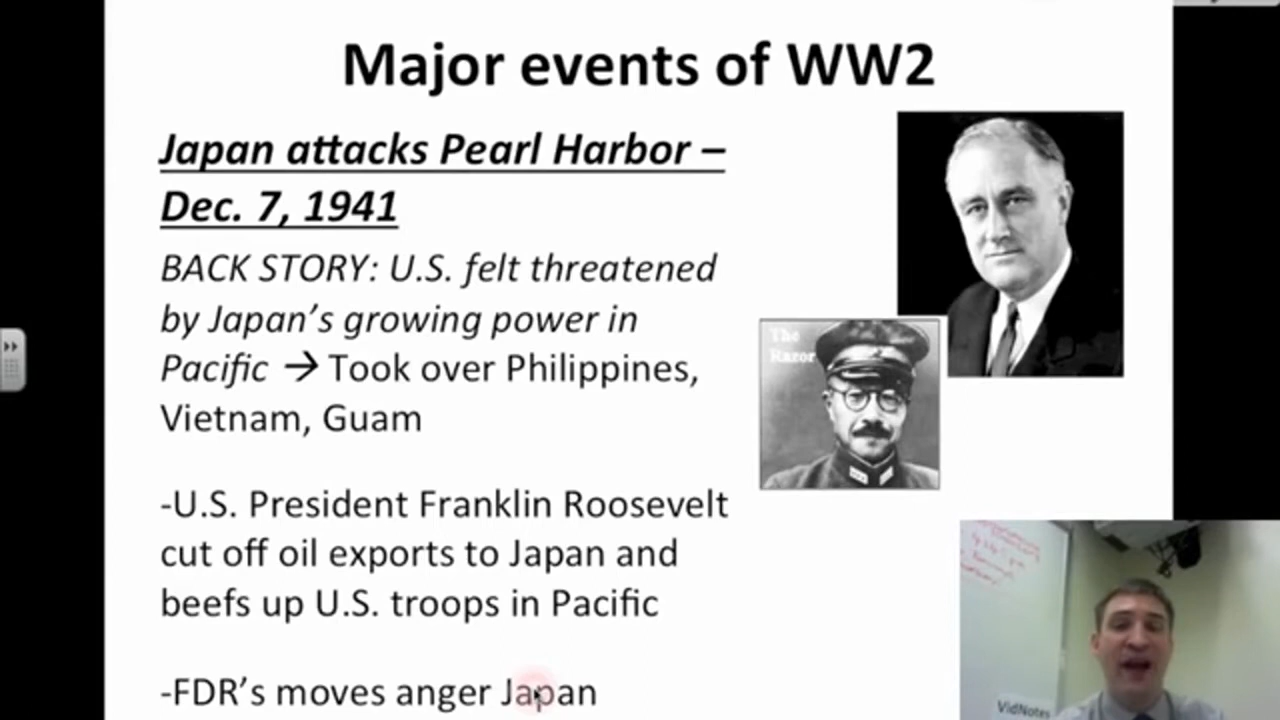 Major events of WW2
Japan attacks Pearl Harbor –
Dec. 7, 1941
BACK STORY: U.S. felt threatened
by Japan’s growing power in
Pacific → Took over Philippines,
Vietnam, Guam
The
Razor
-U.S. President Franklin Roosevelt
cut off oil exports to Japan and
beefs up U.S. troops in Pacific
-FDR’s moves anger Japan
VidNotes